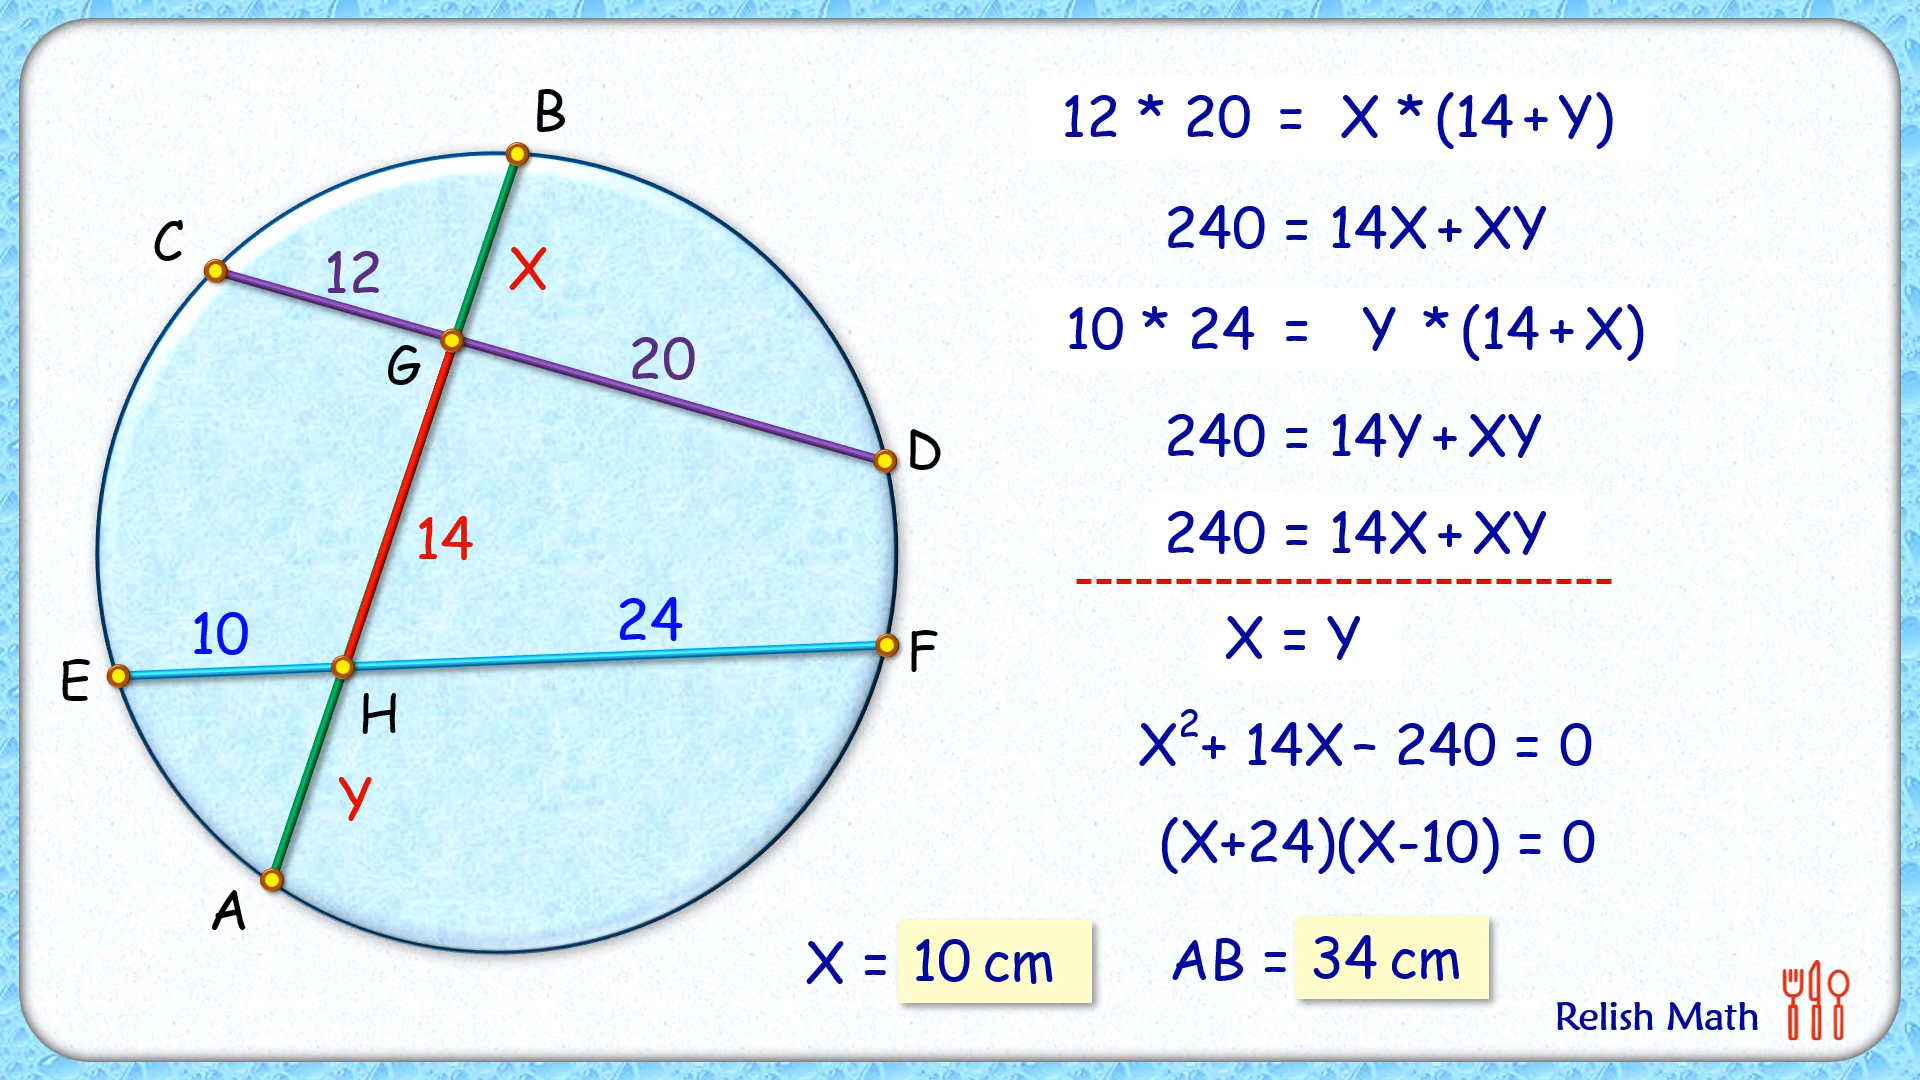 B
C
12
X
G
20
D
14
10
24
E
F
H
Y
A
12 * 20 = X * (14 + Y)
240 = 14X + XY
10 * 24 = Y * (14 + X)
240 = 14Y + XY
240 = 14X + XY
X = Y
X² + 14X - 240 = 0
(X+24)(X-10) = 0
X = 10 cm
AB = 34 cm
Relish Math